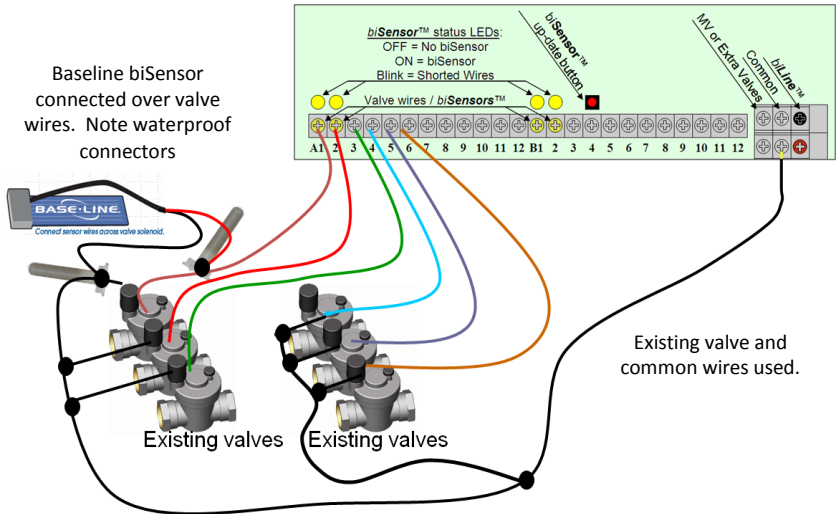 biSensor™ status LEDs:
OFF = No biSensor
ON = biSensor
Blink = Shorted Wires
Valve wires / biSensors™
biSensor™
up-date button
MV or Extra Valves
Common
biLine™
A1 2 3 4 5 6 7 8 9 10 11 12 B1 2 3 4 5 6 7 8 9 10 11 12
Baseline biSensor
connected over valve
wires. Note waterproof
connectors
BASE·LINE
Connect sensor wires across valve solenoid.
Existing valve and
common wires used.
Existing valves
Existing valves